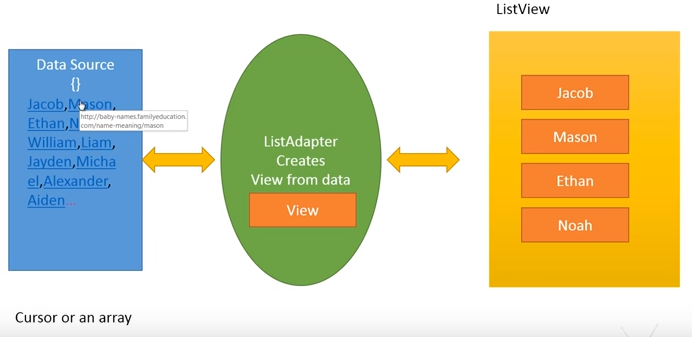 ListView
Data Source
{}
Jacob,Mason,
http://baby-names.familyeducation.
com/name-meaning/mason
Ethan,N
William,Liam,
Jayden,Micha
el,Alexander,
Aiden...
ListAdapter
Creates
View from data
View
Jacob
Mason
Ethan
Noah
Cursor or an array